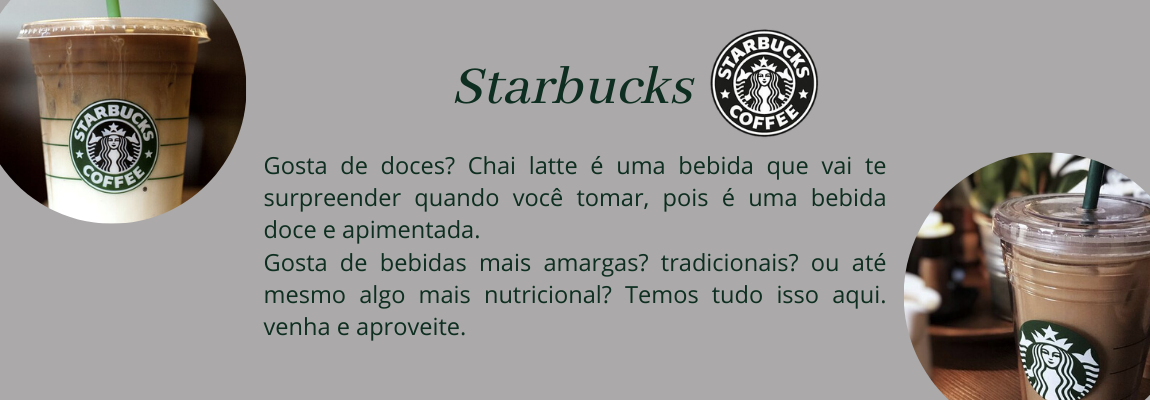 STARBUCKS
COFFEE
Starbucks
STARBUCKS
COFFEE
Gosta de doces? Chai latte é uma bebida que vai te
surpreender quando você tomar, pois é uma bebida
doce e apimentada.
Gosta de bebidas mais amargas? tradicionais? ou até
mesmo algo mais nutricional? Temos tudo isso aqui.
venha e aproveite.